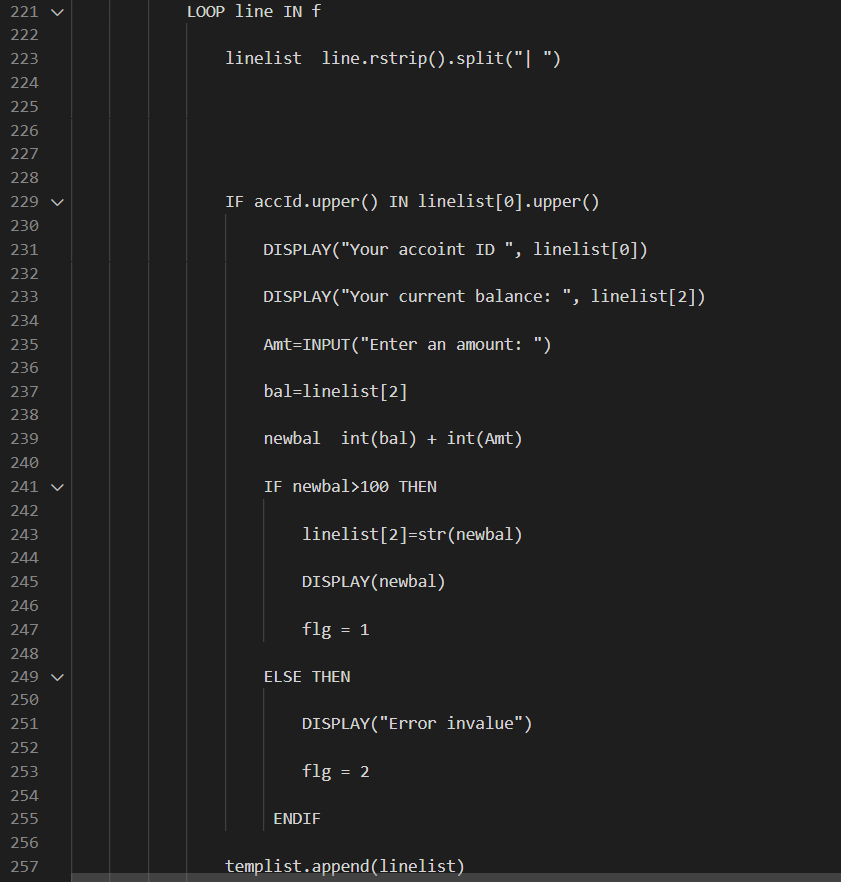 221 LOOP line IN f
222
223 linelist  line.rstrip().split("| ")
224
225
226
227
228
229 IF accId.upper() IN linelist[0].upper()
230
231 DISPLAY("Your accoint ID ", linelist[0])
232
233 DISPLAY("Your current balance: ", linelist[2])
234
235 Amt=INPUT("Enter an amount: ")
236
237 bal=linelist[2]
238
239 newbal  int(bal) + int(Amt)
240
241 IF newbal>100 THEN
242
243 linelist[2]=str(newbal)
244
245 DISPLAY(newbal)
246
247 flg = 1
248
249 ELSE THEN
250
251 DISPLAY("Error invalue")
252
253 flg = 2
254
255 ENDIF
256
257 templist.append(linelist)